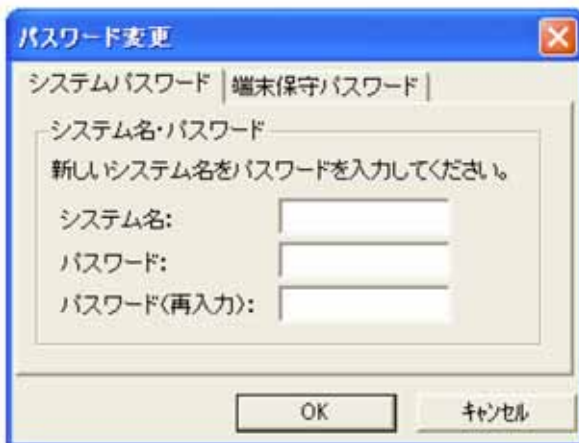 パスワード変更
システムパスワード 端末保守パスワード
システム名・パスワード
新しいシステム名をパスワードを入力してください。
システム名:
パスワード:
パスワード(再入力):
OK キャンセル